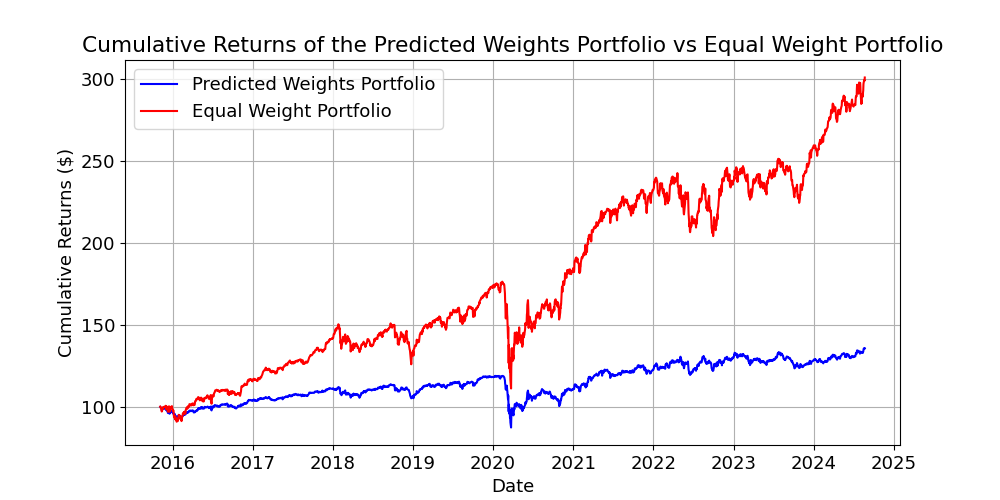 Cumulative Returns of the Predicted Weights Portfolio vs Equal Weight Portfolio
Predicted Weights Portfolio
Equal Weight Portfolio
Cumulative Returns ($)
300
250
200
150
100
2016 2017 2018 2019 2020 2021 2022 2023 2024 2025
Date